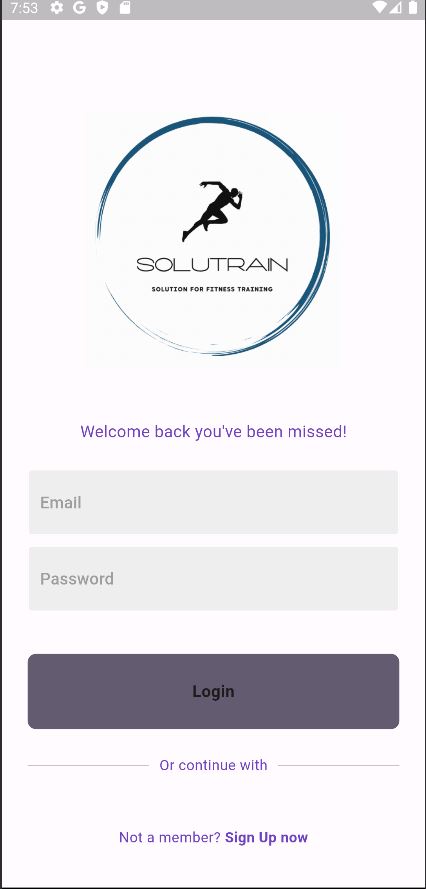 7:53
SOLUTRAIN
SOLUTION FOR FITNESS TRAINING
Welcome back you've been missed!
Email
Password
Login
Or continue with
Not a member? Sign Up now